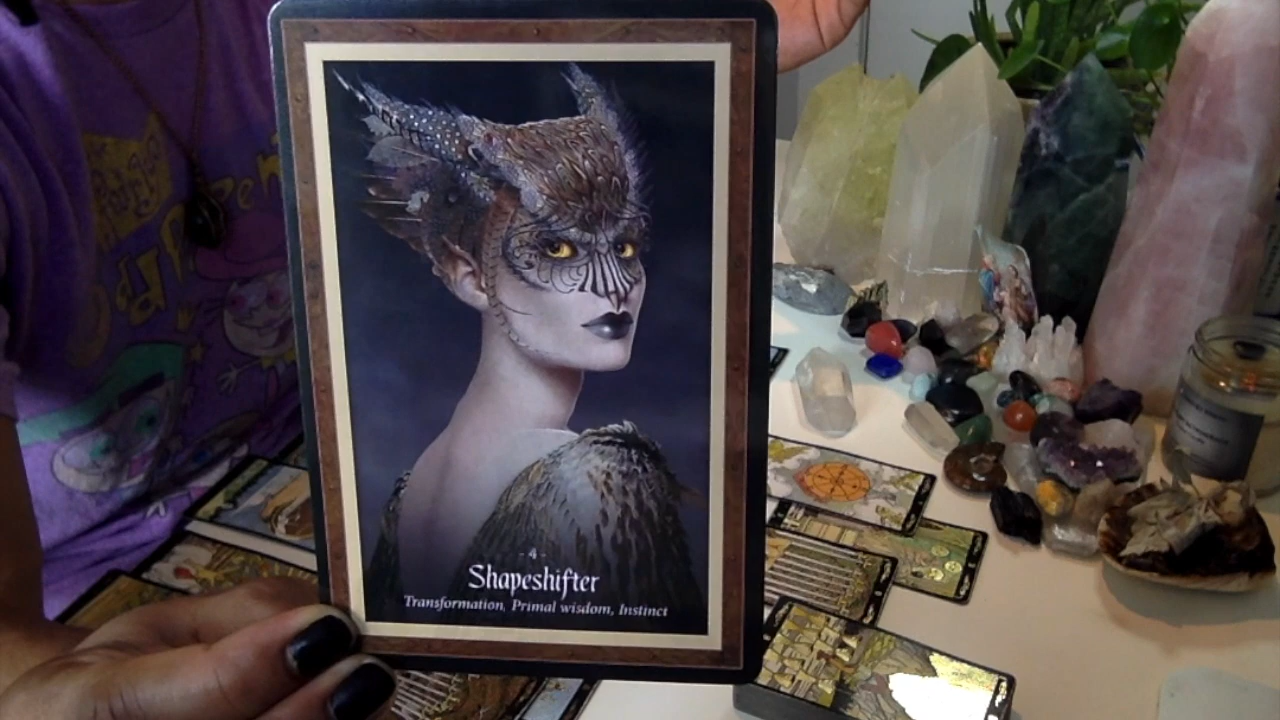 - 4 -
Shapeshifter
Transformation, Primal wisdom, Instinct